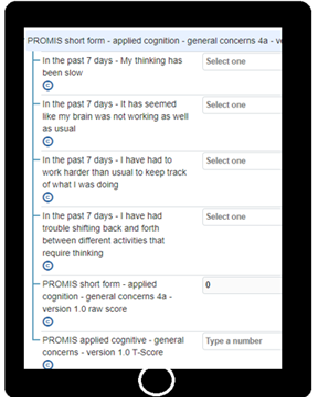 PROMIS short form - applied cognition - general concerns 4a - ve
In the past 7 days - My thinking has
been slow
Select one
In the past 7 days - It has seemed
like my brain was not working as well
as usual
Select one
In the past 7 days - I have had to
work harder than usual to keep track
of what I was doing
Select one
In the past 7 days - I have had
trouble shifting back and forth
between different activities that
require thinking
Select one
PROMIS short form - applied
cognition - general concerns 4a -
version 1.0 raw score
0
PROMIS applied cognitive - general
concerns - version 1.0 T-Score
Type a number